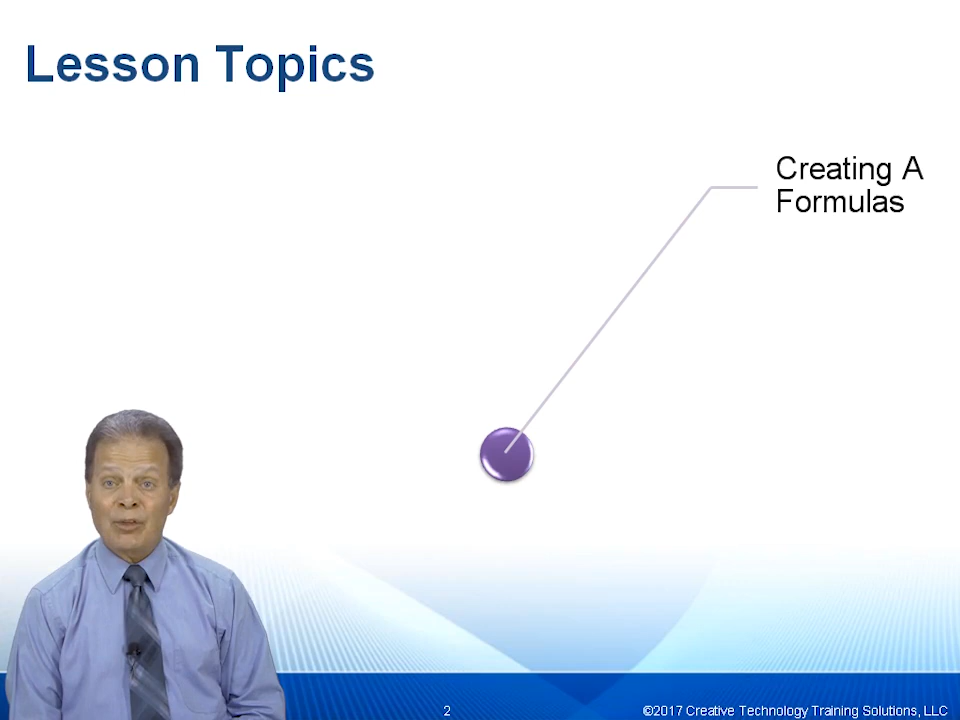 Lesson Topics
Creating A
Formulas
2
©2017 Creative Technology Training Solutions, LLC